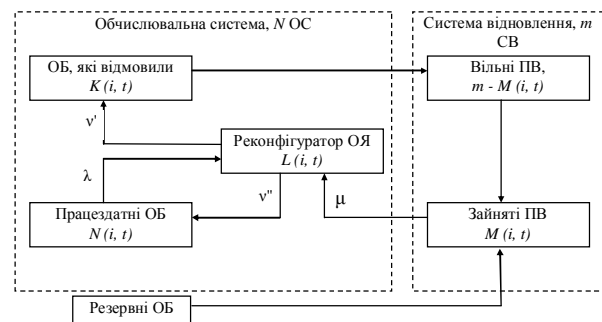 Обчислювальна система, N ОС
Система відновлення, m
СВ
ОБ, які відмовили
K (i, t)
Вільні ПВ,
m - M (i, t)
ν'
Реконфігуратор ОЯ
L (i, t)
λ
ν"
μ
Працездатні ОБ
N (i, t)
Зайняті ПВ
M (i, t)
Резервні ОБ